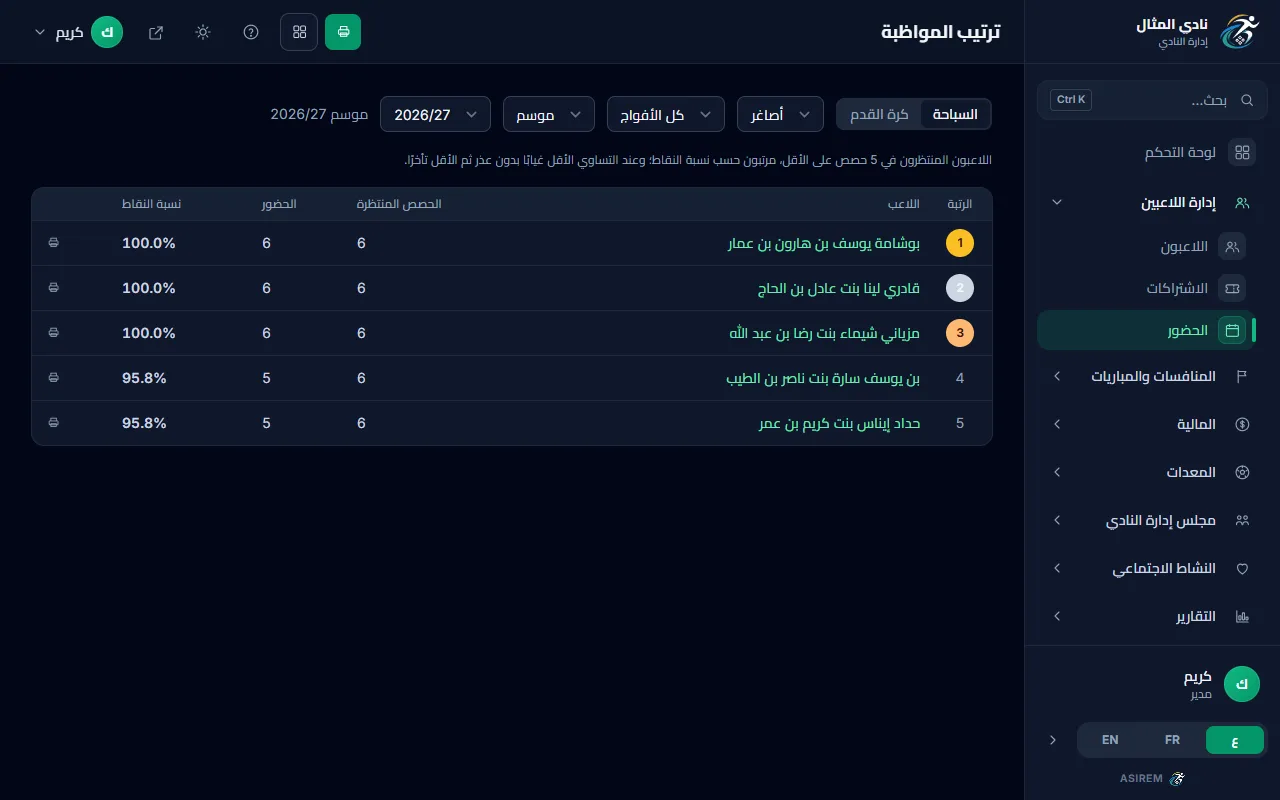 نادي المثال
إدارة النادي
بحث...
Ctrl K
لوحة التحكم
إدارة اللاعبين
اللاعبون
الاشتراكات
الحضور
المنافسات والمباريات
المالية
المعدات
مجلس إدارة النادي
النشاط الاجتماعي
التقارير
ك
كريم
مدير
ع
FR
EN
ASIREM
ترتيب المواظبة
ك
كريم
السباحة
كرة القدم
أصاغر
كل الأفواج
موسم
2026/27
موسم 2026/27
اللاعبون المنتظرون في 5 حصص على الأقل، مرتبون حسب نسبة النقاط؛ وعند التساوي الأقل غيابًا بدون عذر ثم الأقل تأخرًا.
الرتبة اللاعب الحصص المنتظرة الحضور نسبة النقاط
1 بوشامة يوسف بن هارون بن عمار 6 6 100.0%
2 قادري لينا بنت عادل بن الحاج 6 6 100.0%
3 مزياني شيماء بنت رضا بن عبد الله 6 6 100.0%
4 بن يوسف سارة بنت ناصر بن الطيب 6 5 95.8%
5 حداد إيناس بنت كريم بن عمر 6 5 95.8%